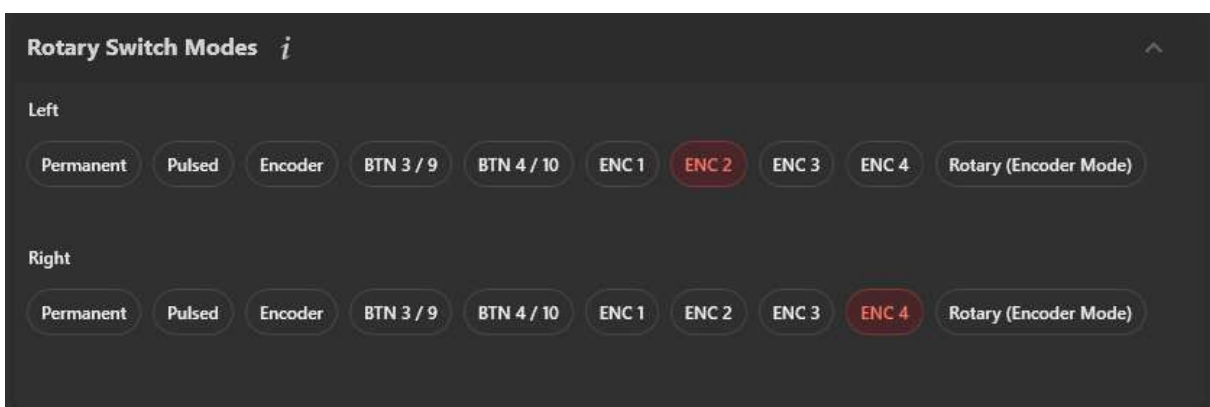 Rotary Switch Modes i
Left
Permanent Pulsed Encoder BTN 3 / 9 BTN 4 / 10 ENC 1 ENC 2 ENC 3 ENC 4 Rotary (Encoder Mode)
Right
Permanent Pulsed Encoder BTN 3 / 9 BTN 4 / 10 ENC 1 ENC 2 ENC 3 ENC 4 Rotary (Encoder Mode)